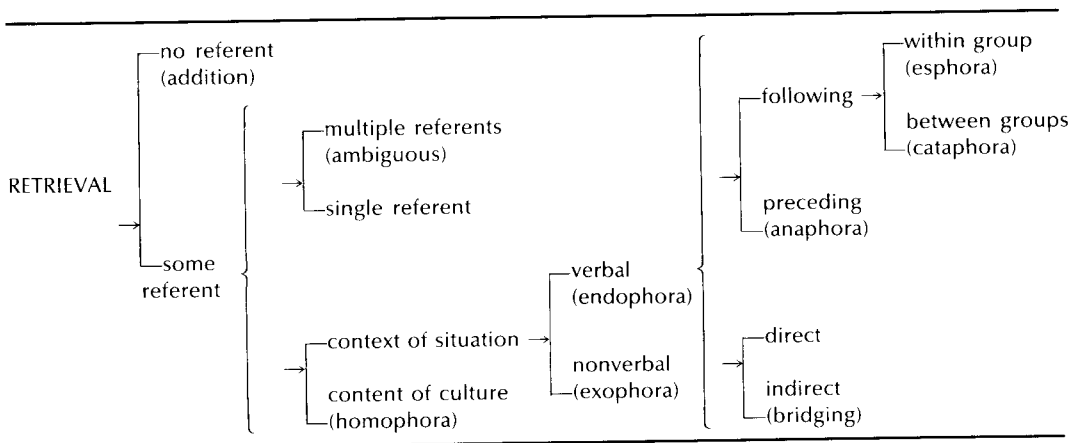 RETRIEVAL
no referent
(addition)
some
referent
multiple referents
(ambiguous)
single referent
context of situation
content of culture
(homophora)
verbal
(endophora)
nonverbal
(exophora)
following
within group
(esphora)
between groups
(cataphora)
preceding
(anaphora)
direct
indirect
(bridging)